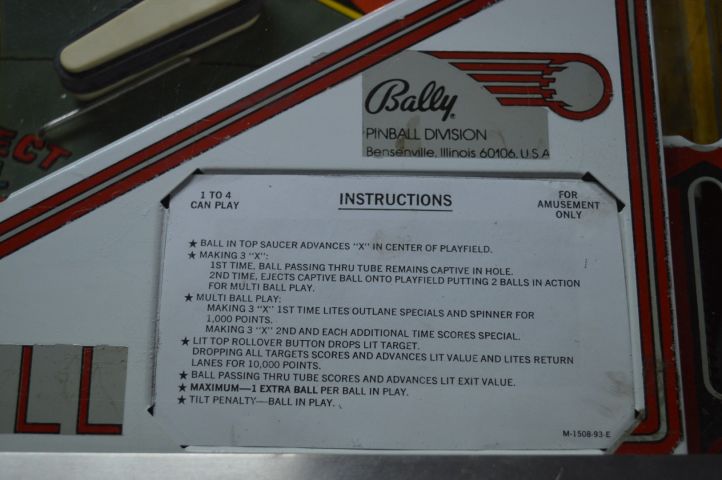 Bally
PINBALL DIVISION
Bensenville, Illinois 60106, U.S.A
ECT
1 TO 4
CAN PLAY
INSTRUCTIONS
FOR
AMUSEMENT
ONLY
★ BALL IN TOP SAUCER ADVANCES "X" IN CENTER OF PLAYFIELD.
★ MAKING 3 "X":
1ST TIME, BALL PASSING THRU TUBE REMAINS CAPTIVE IN HOLE.
2ND TIME, EJECTS CAPTIVE BALL ONTO PLAYFIELD PUTTING 2 BALLS IN ACTION
FOR MULTI BALL PLAY.
★ MULTI BALL PLAY:
MAKING 3 "X" 1ST TIME LITES OUTLANE SPECIALS AND SPINNER FOR
1,000 POINTS.
MAKING 3 "X" 2ND AND EACH ADDITIONAL TIME SCORES SPECIAL.
★ LIT TOP ROLLOVER BUTTON DROPS LIT TARGET.
DROPPING ALL TARGETS SCORES AND ADVANCES LIT VALUE AND LITES RETURN
LANES FOR 10,000 POINTS.
★ BALL PASSING THRU TUBE SCORES AND ADVANCES LIT EXIT VALUE.
★ MAXIMUM—1 EXTRA BALL PER BALL IN PLAY.
★ TILT PENALTY—BALL IN PLAY.
M-1508-93-E
LL